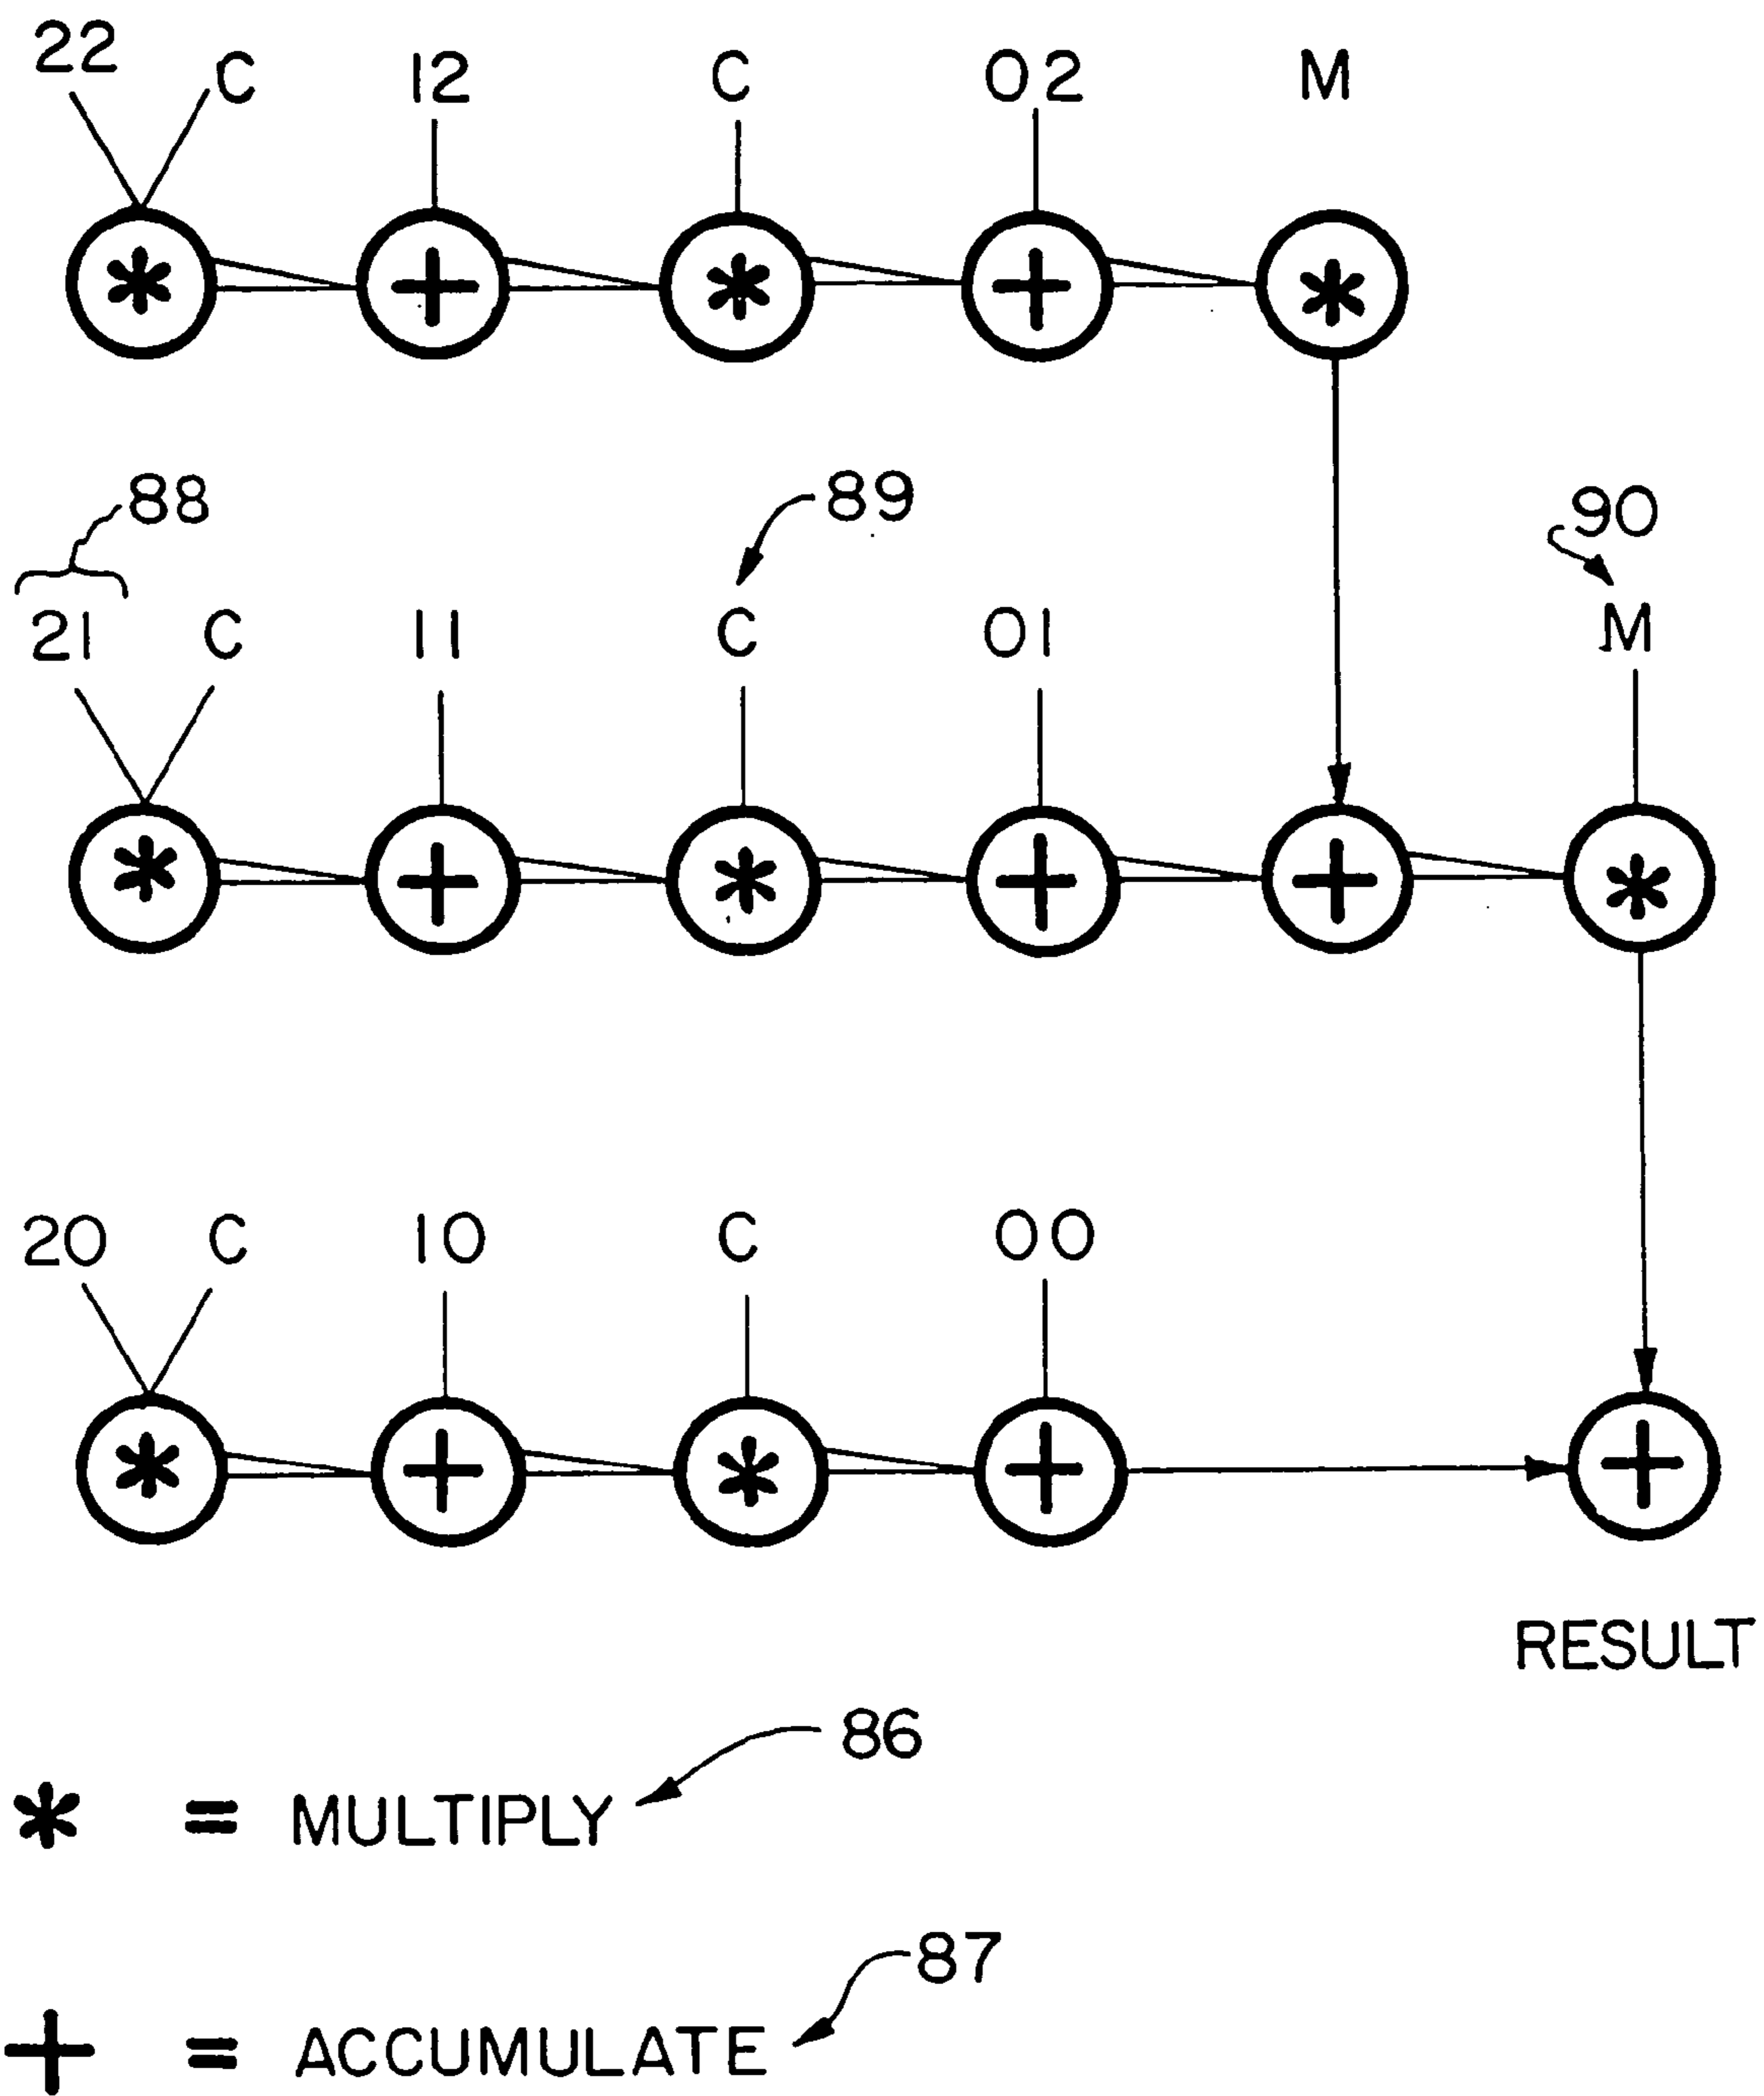 22 C 12 C 02 M
* + * + *
88 89 90
21 C 11 C 01 M
* + * + + *
20 C 10 C 00
* + * + +
RESULT
86
* = MULTIPLY
87
+ = ACCUMULATE